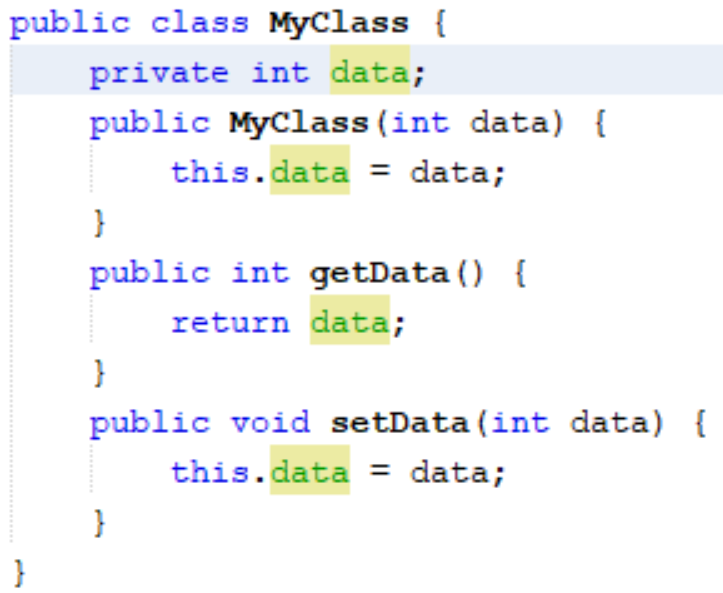 public class MyClass {
    private int data;
    public MyClass(int data) {
        this.data = data;
    }
    public int getData() {
        return data;
    }
    public void setData(int data) {
        this.data = data;
    }
}